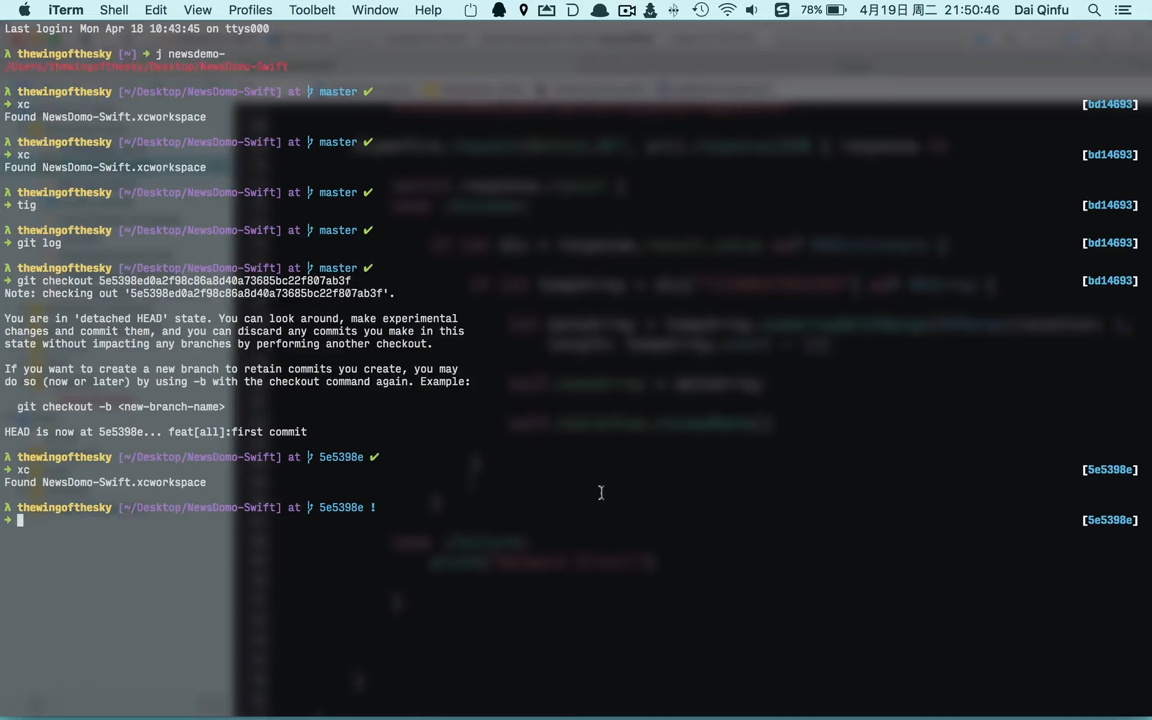 iTerm Shell Edit View Profiles Toolbelt Window Help 78% 4月19日 周二 21:50:46 Dai Qinfu
Last login: Mon Apr 18 10:43:45 on ttys000
λ thewingofthesky [~] ➜ j newsdemo-
/Users/thewingofthesky/Desktop/NewsDomo-Swift
λ thewingofthesky [~/Desktop/NewsDomo-Swift] at master ✔
➜ xc [bd14693]
Found NewsDomo-Swift.xcworkspace
λ thewingofthesky [~/Desktop/NewsDomo-Swift] at master ✔
➜ xc [bd14693]
Found NewsDomo-Swift.xcworkspace
λ thewingofthesky [~/Desktop/NewsDomo-Swift] at master ✔
➜ tig [bd14693]
λ thewingofthesky [~/Desktop/NewsDomo-Swift] at master ✔
➜ git log [bd14693]
λ thewingofthesky [~/Desktop/NewsDomo-Swift] at master ✔
➜ git checkout 5e5398ed0a2f98c86a8d40a73685bc22f807ab3f [bd14693]
Note: checking out '5e5398ed0a2f98c86a8d40a73685bc22f807ab3f'.
You are in 'detached HEAD' state. You can look around, make experimental
changes and commit them, and you can discard any commits you make in this
state without impacting any branches by performing another checkout.
If you want to create a new branch to retain commits you create, you may
do so (now or later) by using -b with the checkout command again. Example:
git checkout -b <new-branch-name>
HEAD is now at 5e5398e... feat[all]:first commit
λ thewingofthesky [~/Desktop/NewsDomo-Swift] at 5e5398e ✔
➜ xc [5e5398e]
Found NewsDomo-Swift.xcworkspace
λ thewingofthesky [~/Desktop/NewsDomo-Swift] at 5e5398e !
➜ [5e5398e]